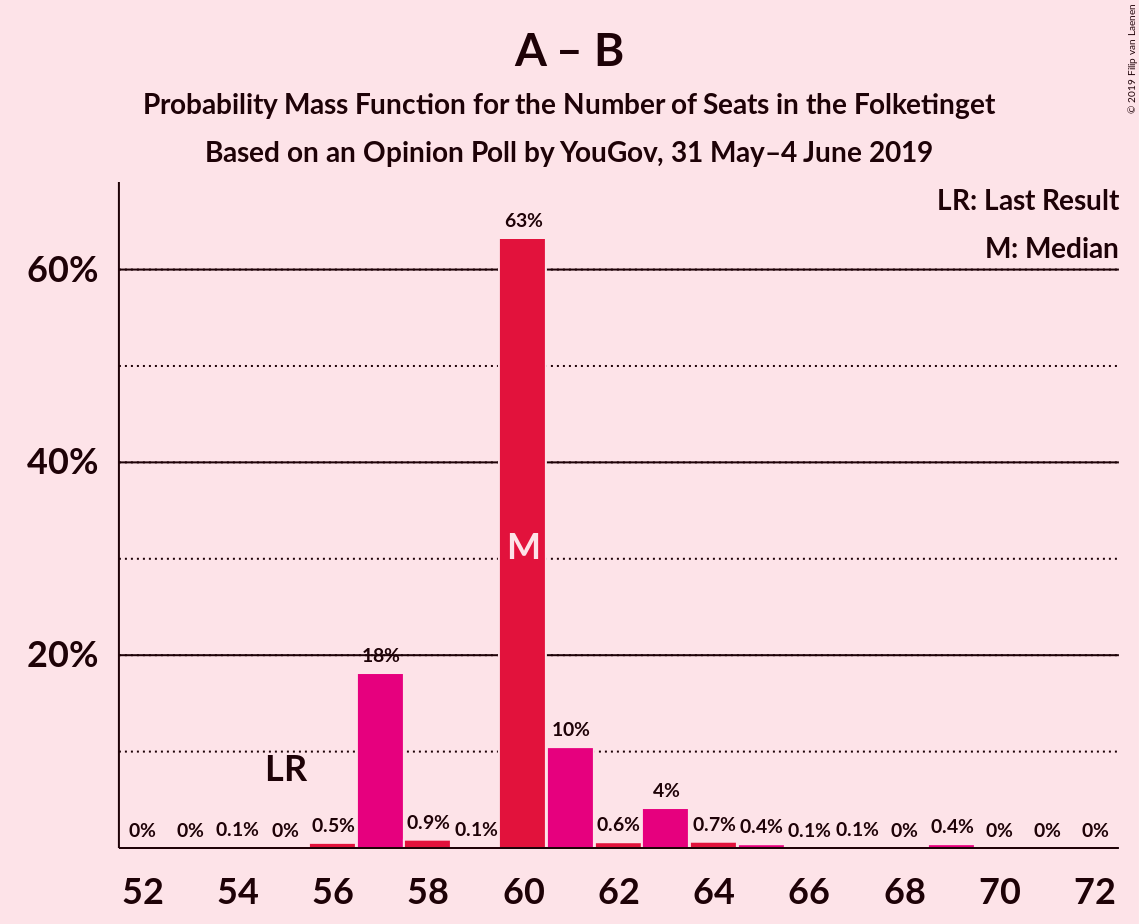 A – B
Probability Mass Function for the Number of Seats in the Folketinget
Based on an Opinion Poll by YouGov, 31 May–4 June 2019
© 2019 Filip van Laenen
LR: Last Result
M: Median
63%
60%
40%
M
20%
18%
10%
LR
4%
0% 0% 0.1% 0% 0.5% 0.9% 0.1% 0.6% 0.7% 0.4% 0.1% 0.1% 0% 0.4% 0% 0% 0%
52 54 56 58 60 62 64 66 68 70 72